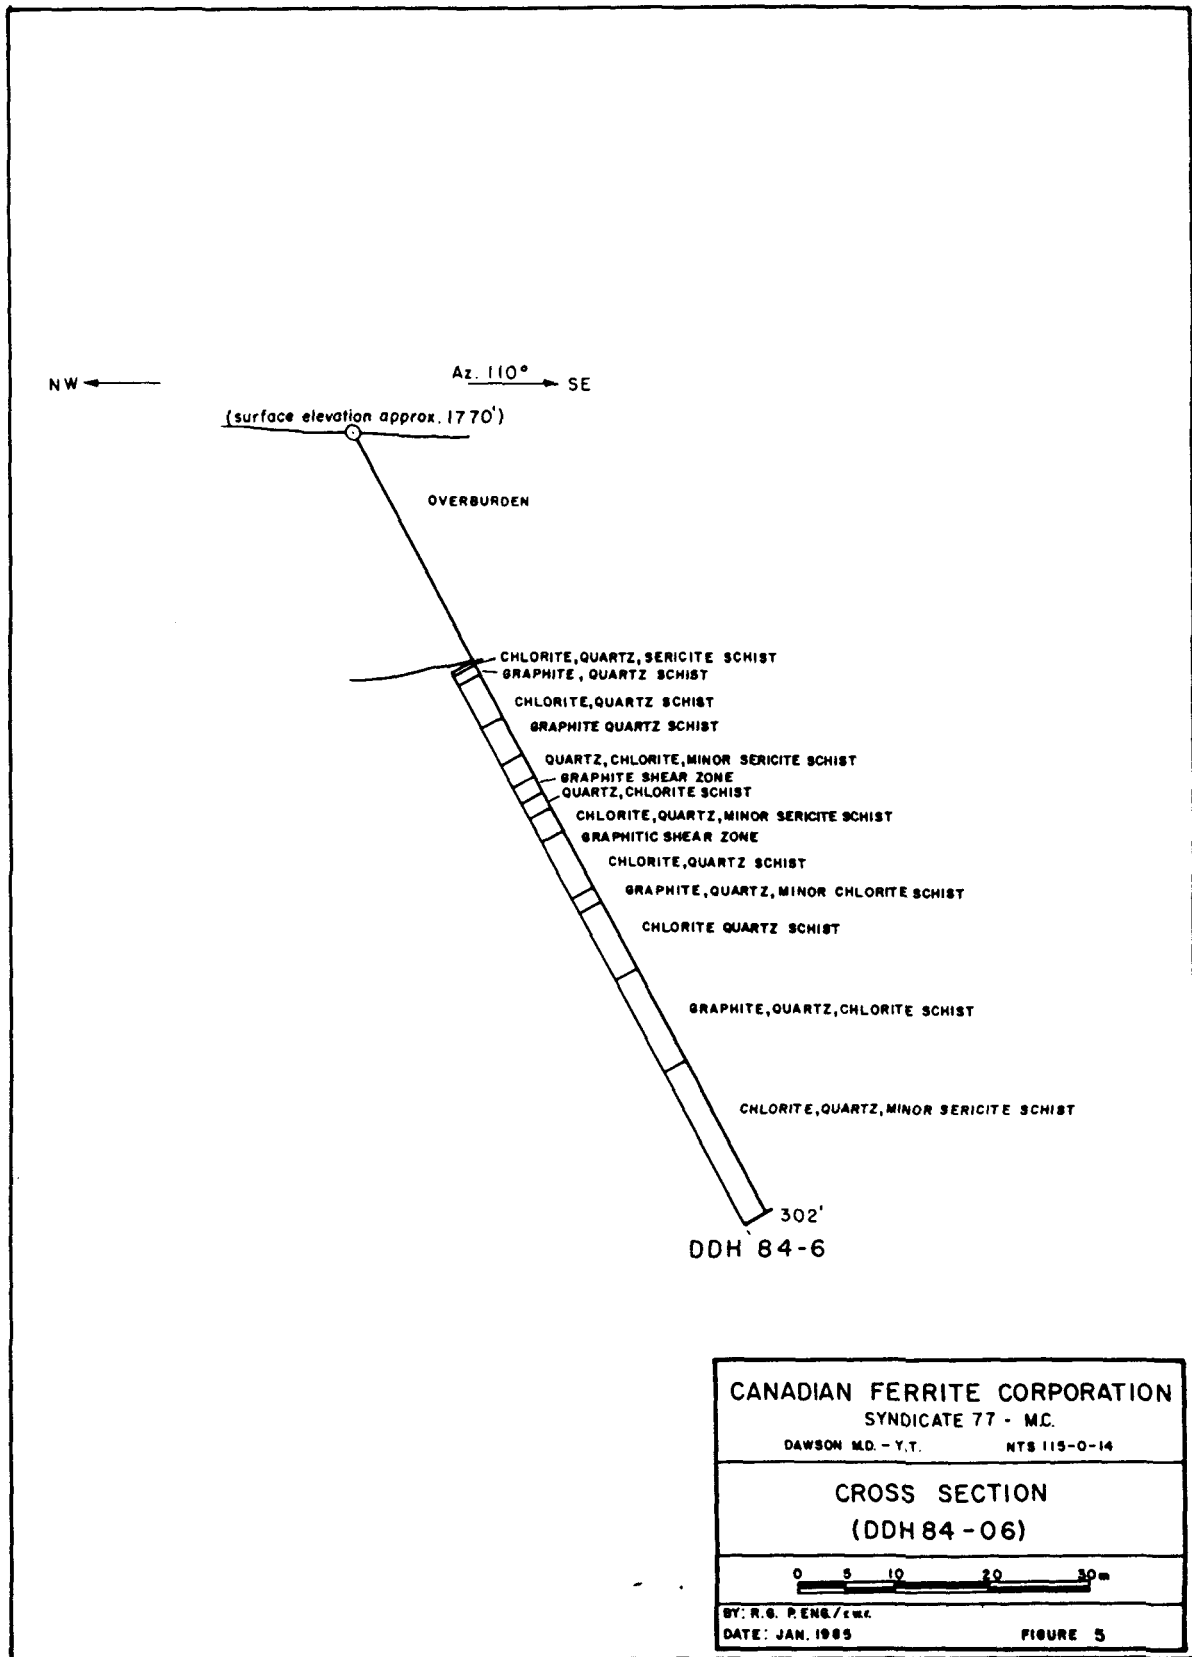 NW
Az. 110°
SE
(surface elevation approx. 1770')
OVERBURDEN
CHLORITE, QUARTZ, SERICITE SCHIST
GRAPHITE, QUARTZ SCHIST
CHLORITE, QUARTZ SCHIST
GRAPHITE QUARTZ SCHIST
QUARTZ, CHLORITE, MINOR SERICITE SCHIST
GRAPHITE SHEAR ZONE
QUARTZ, CHLORITE SCHIST
CHLORITE, QUARTZ, MINOR SERICITE SCHIST
GRAPHITIC SHEAR ZONE
CHLORITE, QUARTZ SCHIST
GRAPHITE, QUARTZ, MINOR CHLORITE SCHIST
CHLORITE QUARTZ SCHIST
GRAPHITE, QUARTZ, CHLORITE SCHIST
CHLORITE, QUARTZ, MINOR SERICITE SCHIST
302'
DDH 84-6
CANADIAN FERRITE CORPORATION
SYNDICATE 77 - M.C.
DAWSON M.D. - Y.T. NTS 115-O-14
CROSS SECTION
(DDH 84-06)
0 5 10 20 30m
BY: R.G. P.ENG./
DATE: JAN. 1985 FIGURE 5